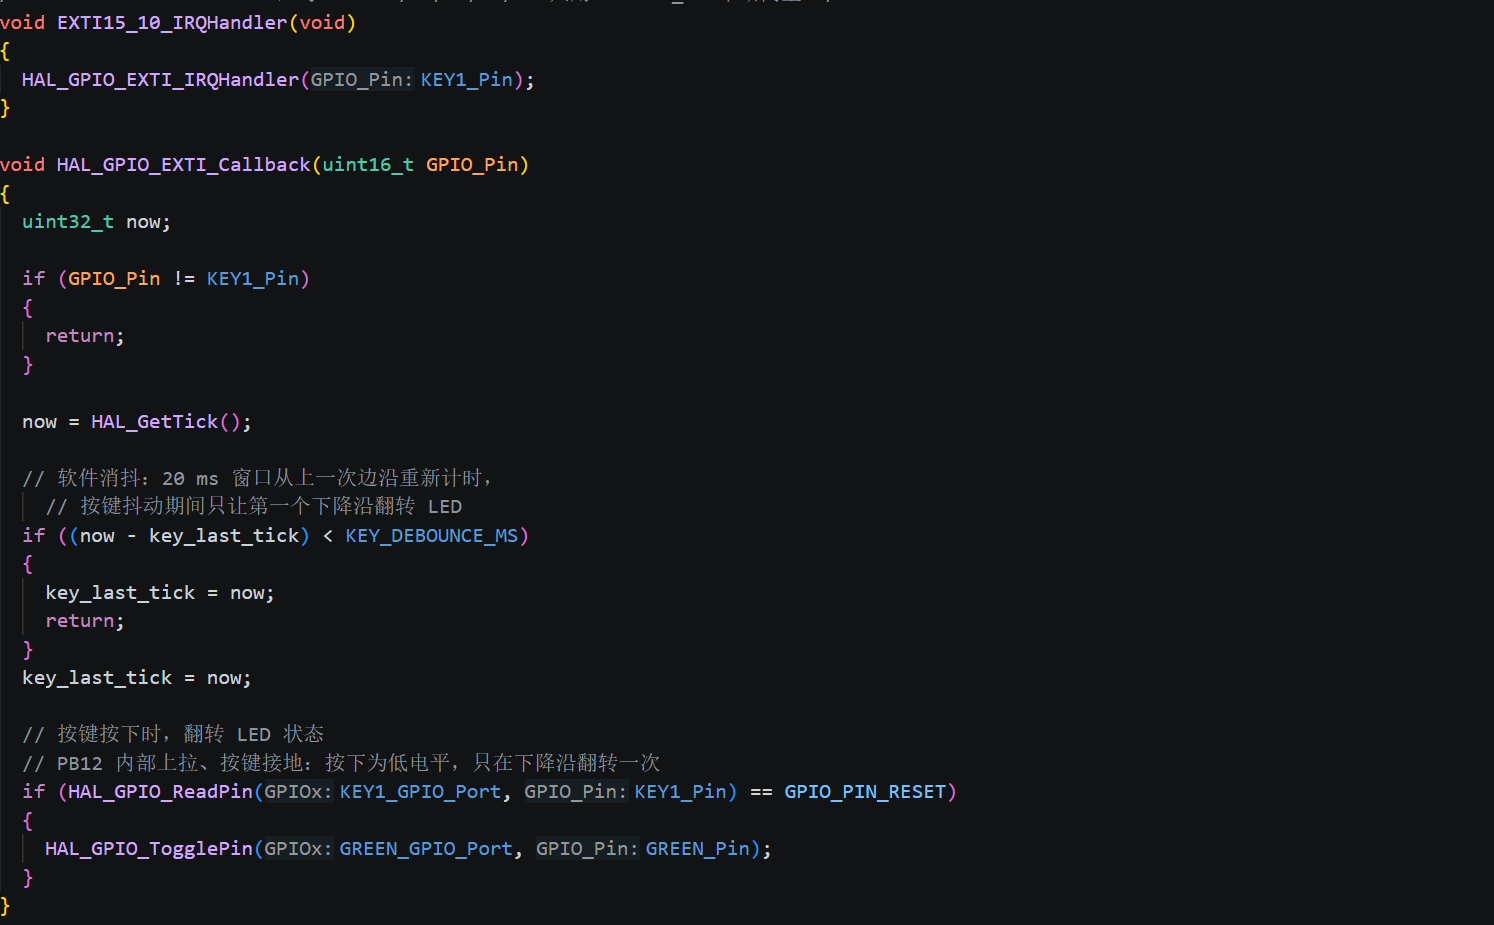 void EXTI15_10_IRQHandler(void)
{
  HAL_GPIO_EXTI_IRQHandler(GPIO_Pin: KEY1_Pin);
}

void HAL_GPIO_EXTI_Callback(uint16_t GPIO_Pin)
{
  uint32_t now;

  if (GPIO_Pin != KEY1_Pin)
  {
    return;
  }

  now = HAL_GetTick();

  // 软件消抖：20 ms 窗口从上一次边沿重新计时，
    // 按键抖动期间只让第一个下降沿翻转 LED
  if ((now - key_last_tick) < KEY_DEBOUNCE_MS)
  {
    key_last_tick = now;
    return;
  }
  key_last_tick = now;

  // 按键按下时，翻转 LED 状态
  // PB12 内部上拉、按键接地：按下为低电平，只在下降沿翻转一次
  if (HAL_GPIO_ReadPin(GPIOx: KEY1_GPIO_Port, GPIO_Pin: KEY1_Pin) == GPIO_PIN_RESET)
  {
    HAL_GPIO_TogglePin(GPIOx: GREEN_GPIO_Port, GPIO_Pin: GREEN_Pin);
  }
}